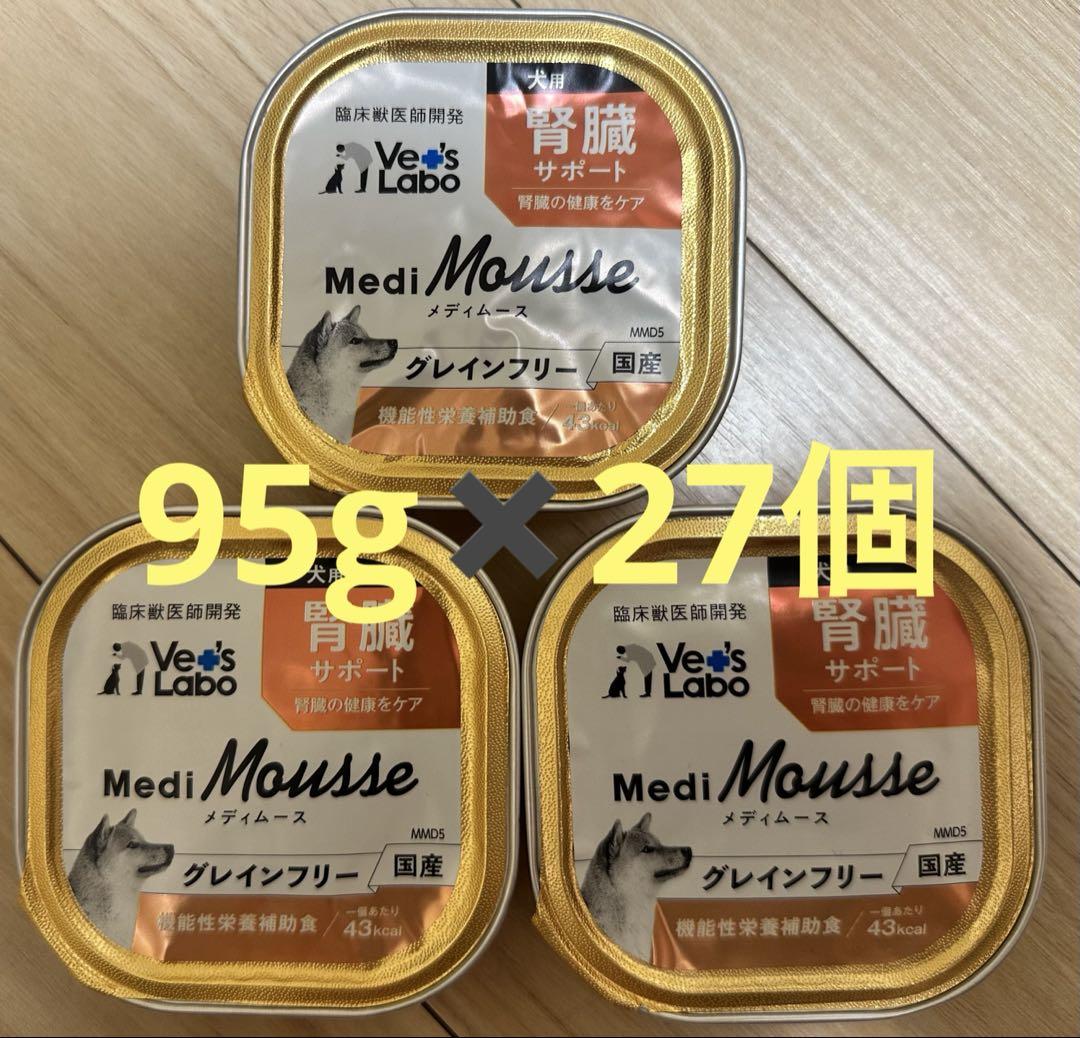 犬用
臨床獣医師開発
腎臓
サポート
腎臓の健康をケア
Vet's
Labo
Medi Mousse
メディムース
MMD5
グレインフリー
国産
機能性栄養補助食
一個あたり
43kcal
95g✖️27個
犬用
臨床獣医師開発
腎臓
サポート
腎臓の健康をケア
Vet's
Labo
Medi Mousse
メディムース
MMD5
グレインフリー
国産
機能性栄養補助食
一個あたり
43kcal
犬
臨床獣医師開発
腎臓
サポート
腎臓の健康をケア
Vet's
Labo
Medi Mousse
メディムース
MMD5
グレインフリー
国産
機能性栄養補助食
一個あたり
43kcal